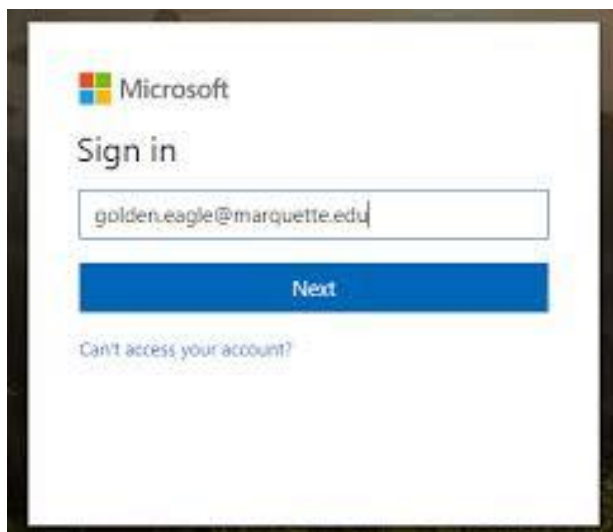 Microsoft
Sign in
golden.eagle@marquette.edu
Next
Can't access your account?